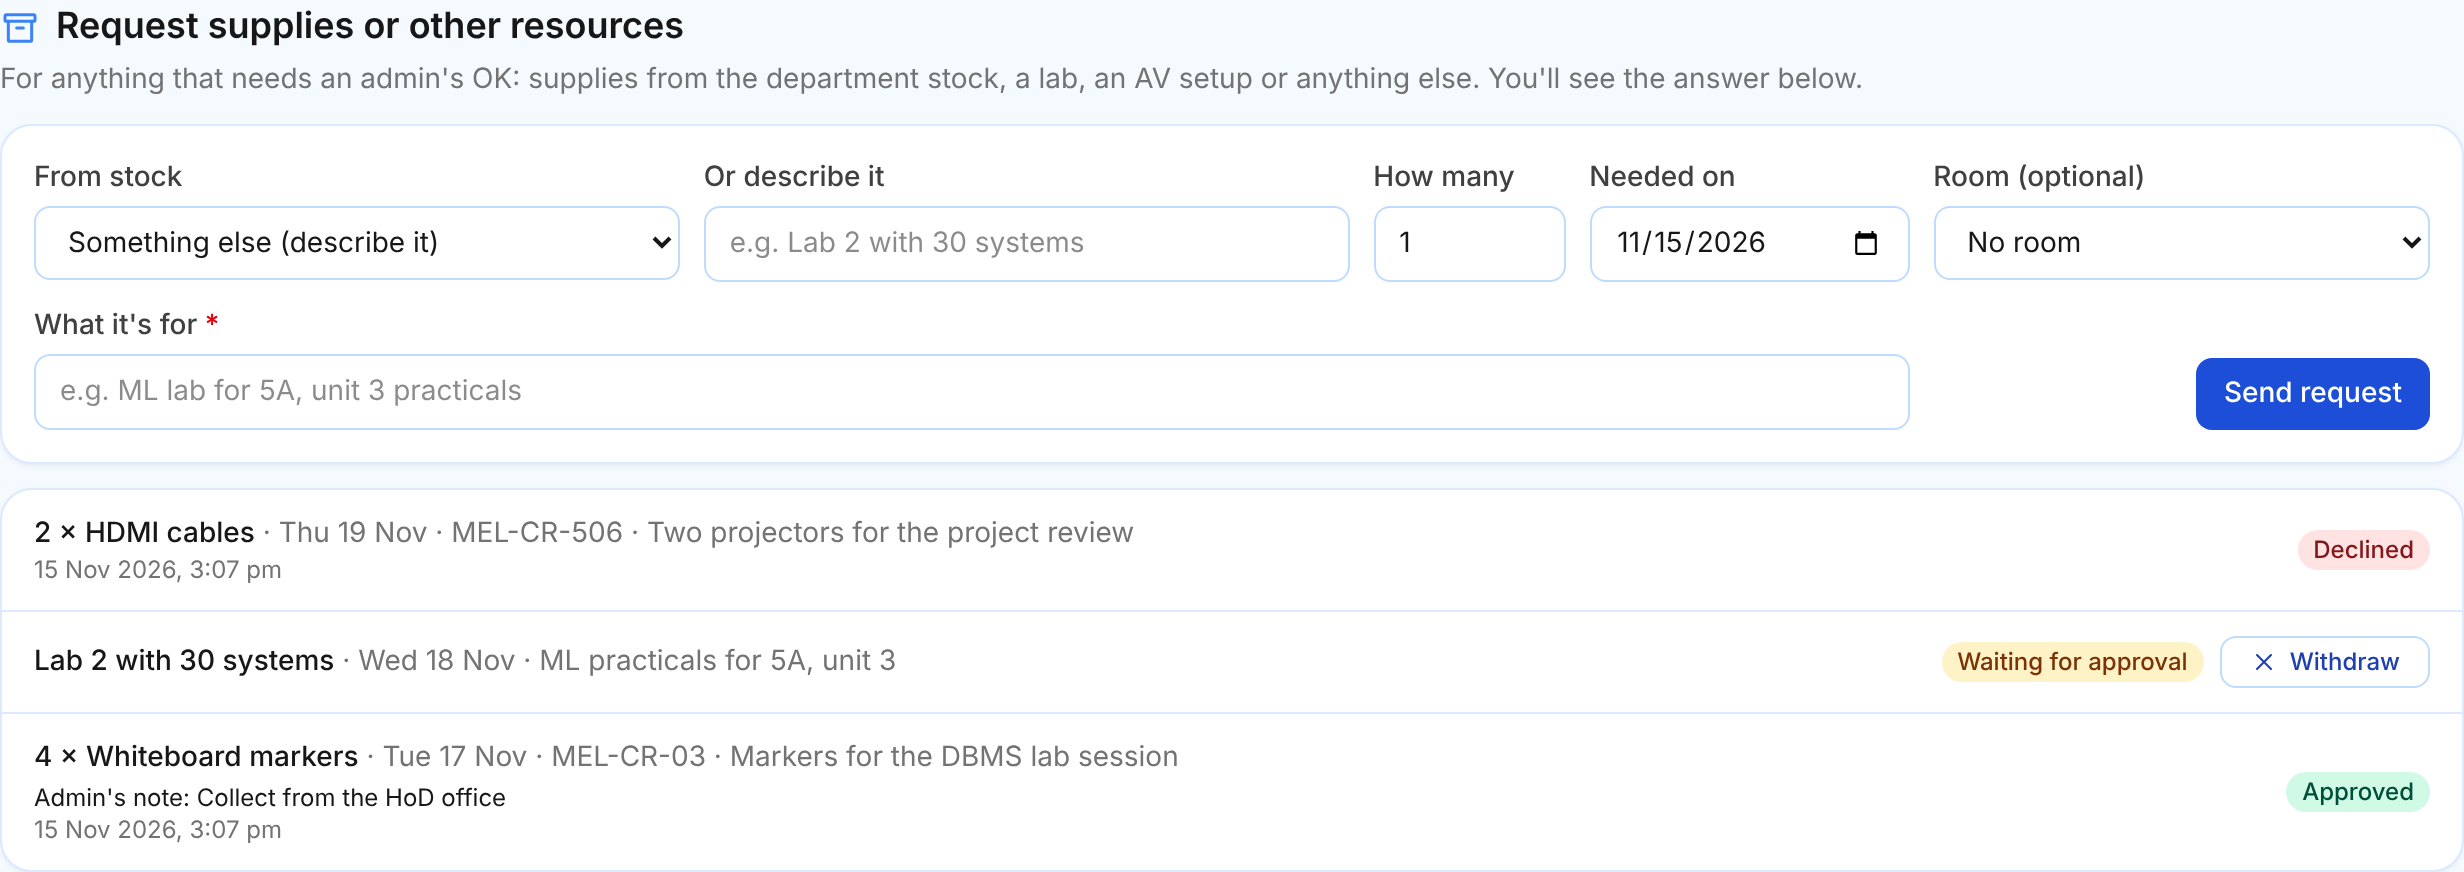 Request supplies or other resources
For anything that needs an admin's OK: supplies from the department stock, a lab, an AV setup or anything else. You'll see the answer below.
From stock
Something else (describe it)
Or describe it
e.g. Lab 2 with 30 systems
How many
1
Needed on
11/15/2026
Room (optional)
No room
What it's for *
e.g. ML lab for 5A, unit 3 practicals
Send request
2 × HDMI cables · Thu 19 Nov · MEL-CR-506 · Two projectors for the project review
15 Nov 2026, 3:07 pm
Declined
Lab 2 with 30 systems · Wed 18 Nov · ML practicals for 5A, unit 3
Waiting for approval
Withdraw
4 × Whiteboard markers · Tue 17 Nov · MEL-CR-03 · Markers for the DBMS lab session
Admin's note: Collect from the HoD office
15 Nov 2026, 3:07 pm
Approved